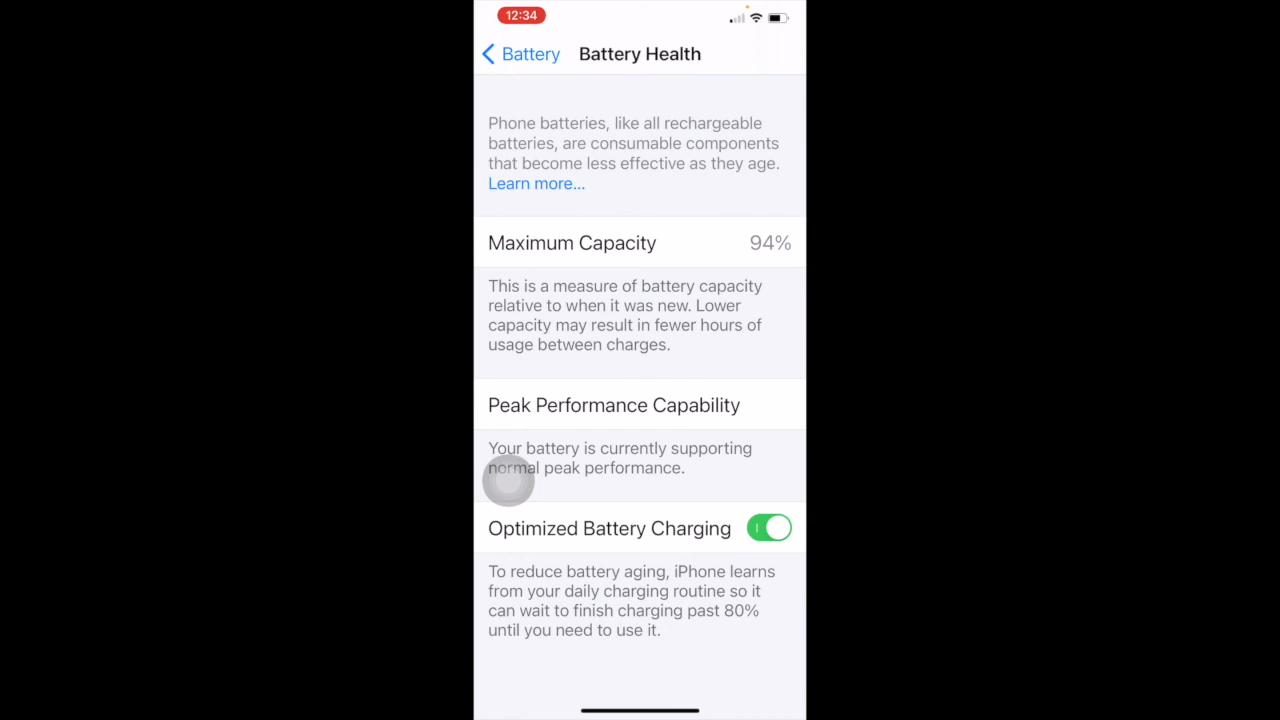 12:34
Battery
Battery Health
Phone batteries, like all rechargeable
batteries, are consumable components
that become less effective as they age.
Learn more...
Maximum Capacity 94%
This is a measure of battery capacity
relative to when it was new. Lower
capacity may result in fewer hours of
usage between charges.
Peak Performance Capability
Your battery is currently supporting
normal peak performance.
Optimized Battery Charging
To reduce battery aging, iPhone learns
from your daily charging routine so it
can wait to finish charging past 80%
until you need to use it.